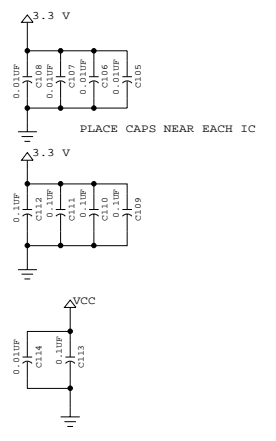 3.3 V
0.01UF
C108
0.01UF
C107
0.01UF
C106
0.01UF
C105
PLACE CAPS NEAR EACH IC
3.3 V
0.1UF
C112
0.1UF
C111
0.1UF
C110
0.1UF
C109
VCC
0.01UF
C114
0.1UF
C113